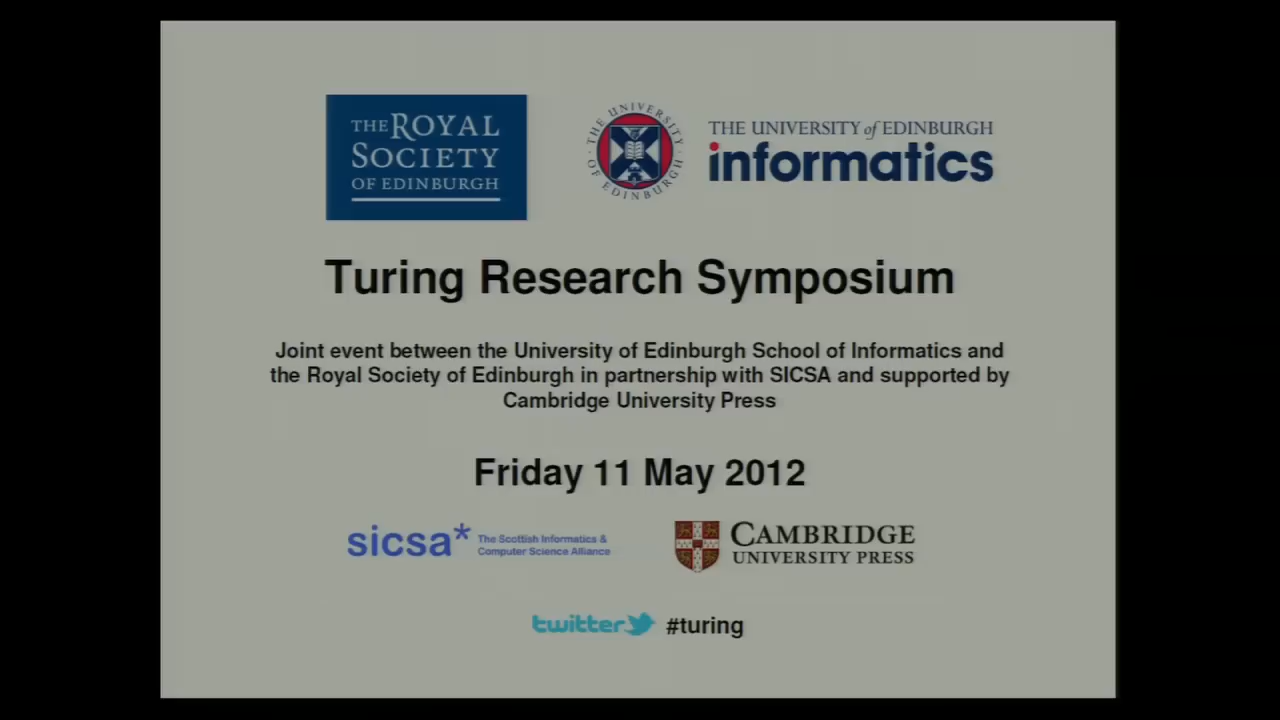 THE ROYAL
SOCIETY
OF EDINBURGH
THE UNIVERSITY OF EDINBURGH
THE UNIVERSITY of EDINBURGH
informatics
Turing Research Symposium
Joint event between the University of Edinburgh School of Informatics and
the Royal Society of Edinburgh in partnership with SICSA and supported by
Cambridge University Press
Friday 11 May 2012
sicsa*
The Scottish Informatics &
Computer Science Alliance
CAMBRIDGE
UNIVERSITY PRESS
twitter #turing